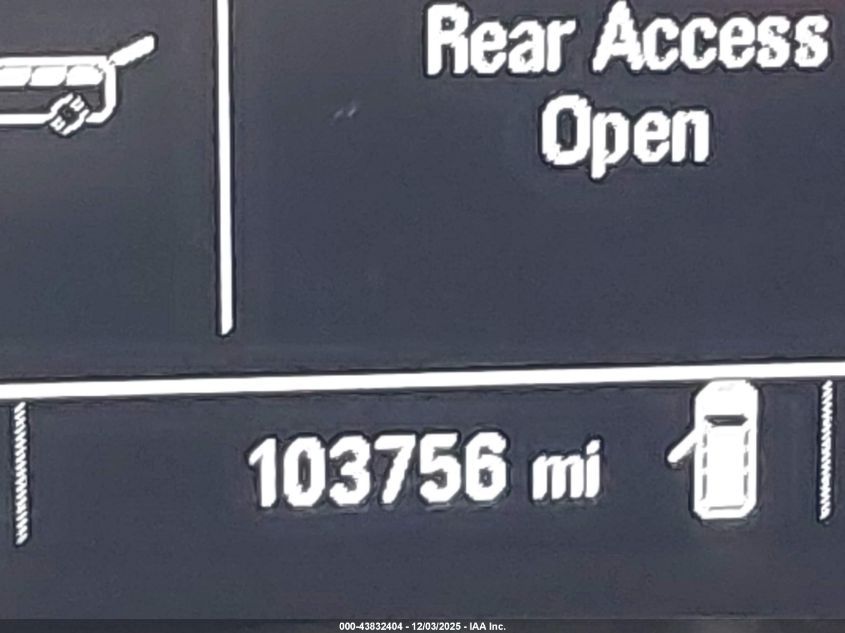 Rear Access
Open
103756 mi
000-43832404 - 12/03/2025 - IAA Inc.